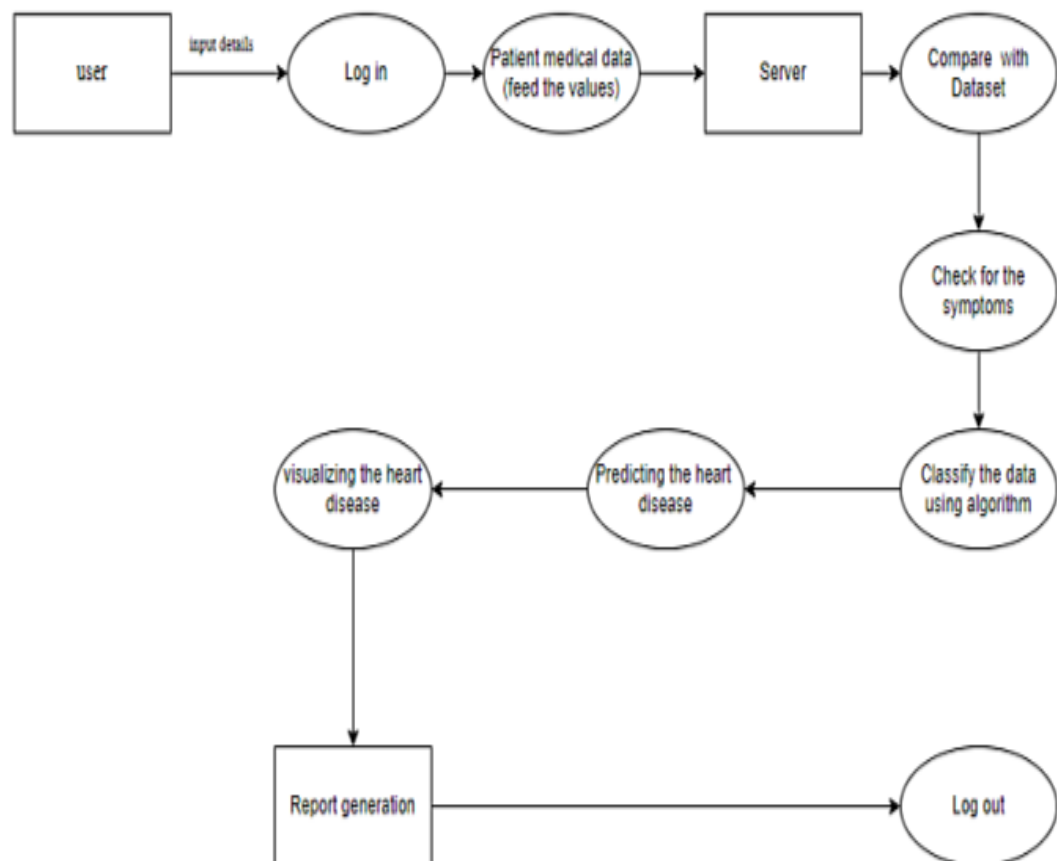 user
input details
Log in
Patient medical data
(feed the values)
Server
Compare with
Dataset
Check for the
symptoms
Classify the data
using algorithm
Predicting the heart
disease
visualizing the heart
disease
Report generation
Log out